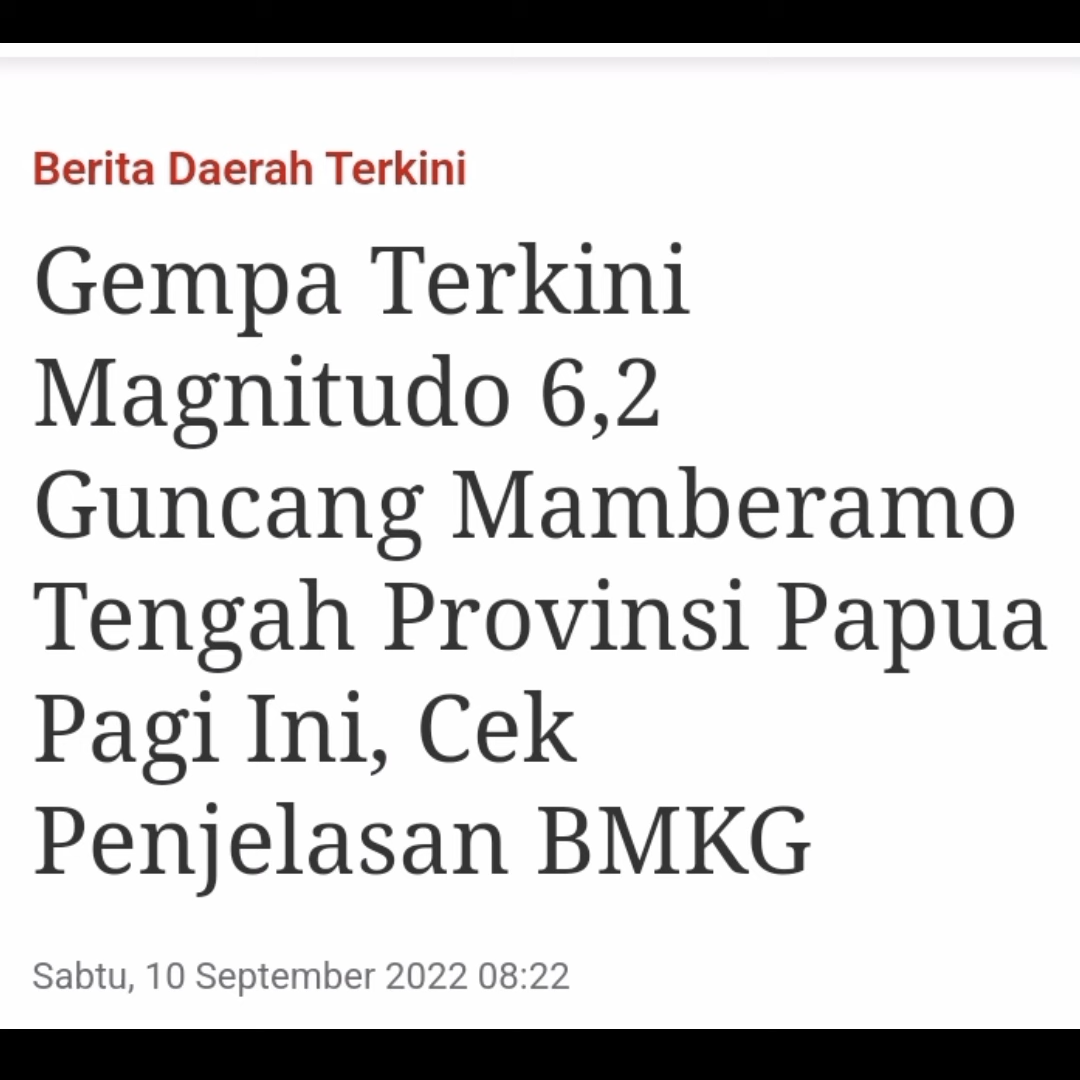 Berita Daerah Terkini
Gempa Terkini
Magnitudo 6,2
Guncang Mamberamo
Tengah Provinsi Papua
Pagi Ini, Cek
Penjelasan BMKG
Sabtu, 10 September 2022 08:22